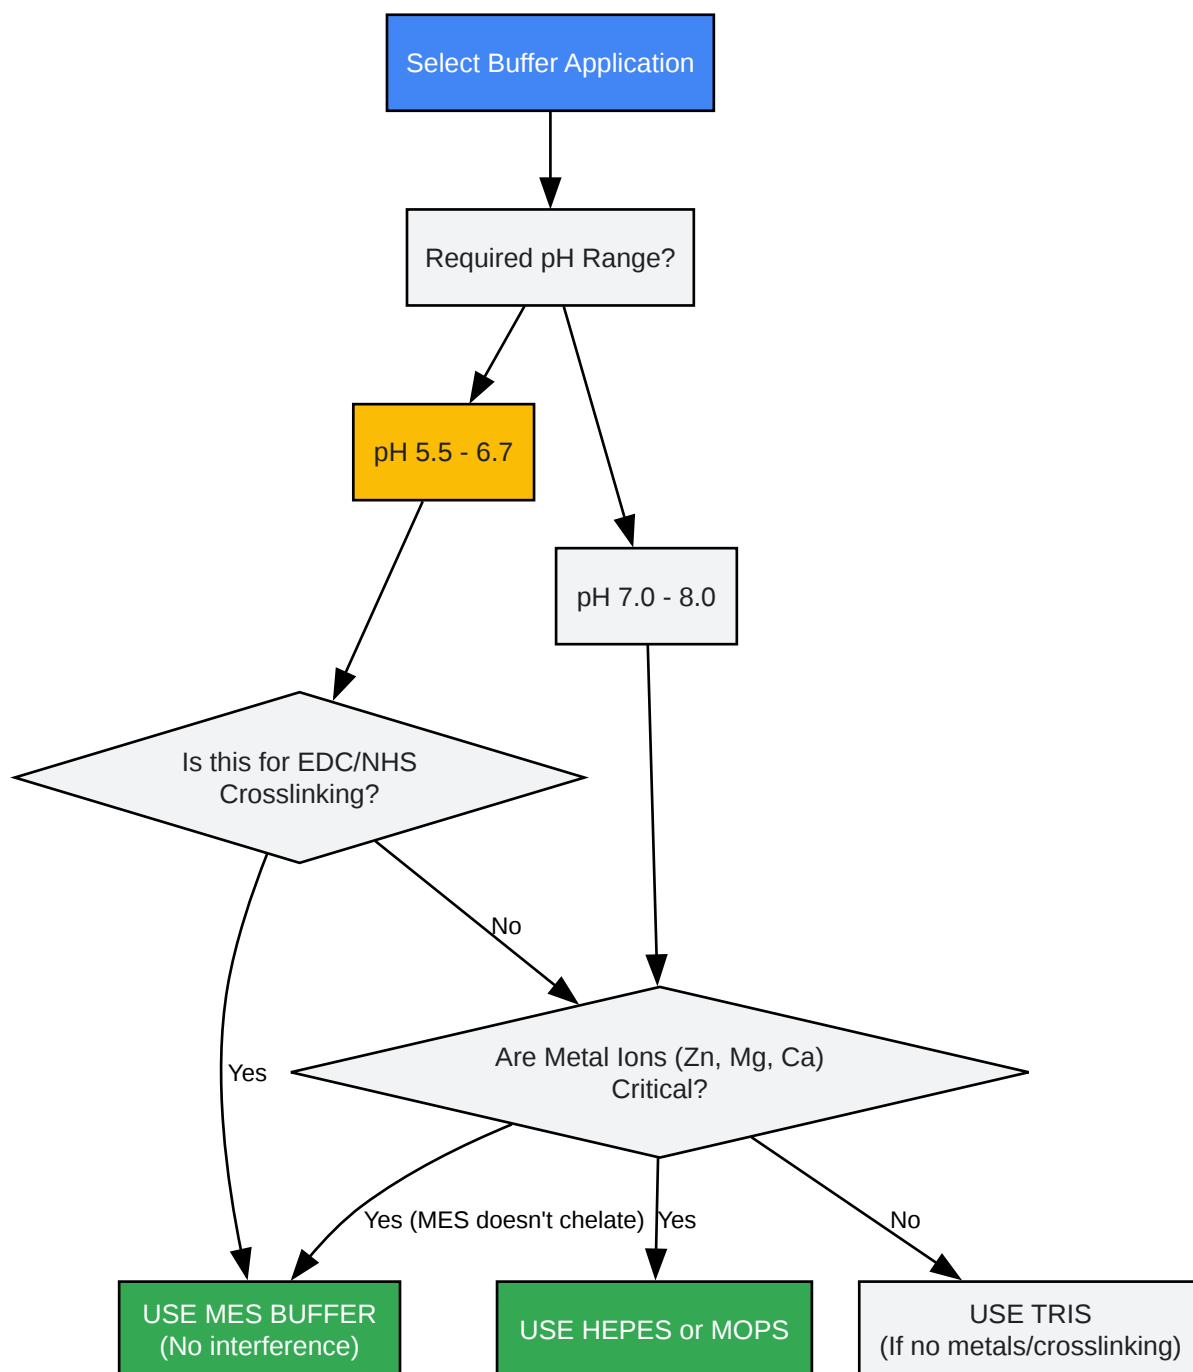 Select Buffer Application
Required pH Range?
pH 5.5 - 6.7
pH 7.0 - 8.0
Is this for EDC/NHS
Crosslinking?
No
Yes
Are Metal Ions (Zn, Mg, Ca)
Critical?
Yes (MES doesn't chelate)
Yes
No
USE MES BUFFER
(No interference)
USE HEPES or MOPS
USE TRIS
(If no metals/crosslinking)